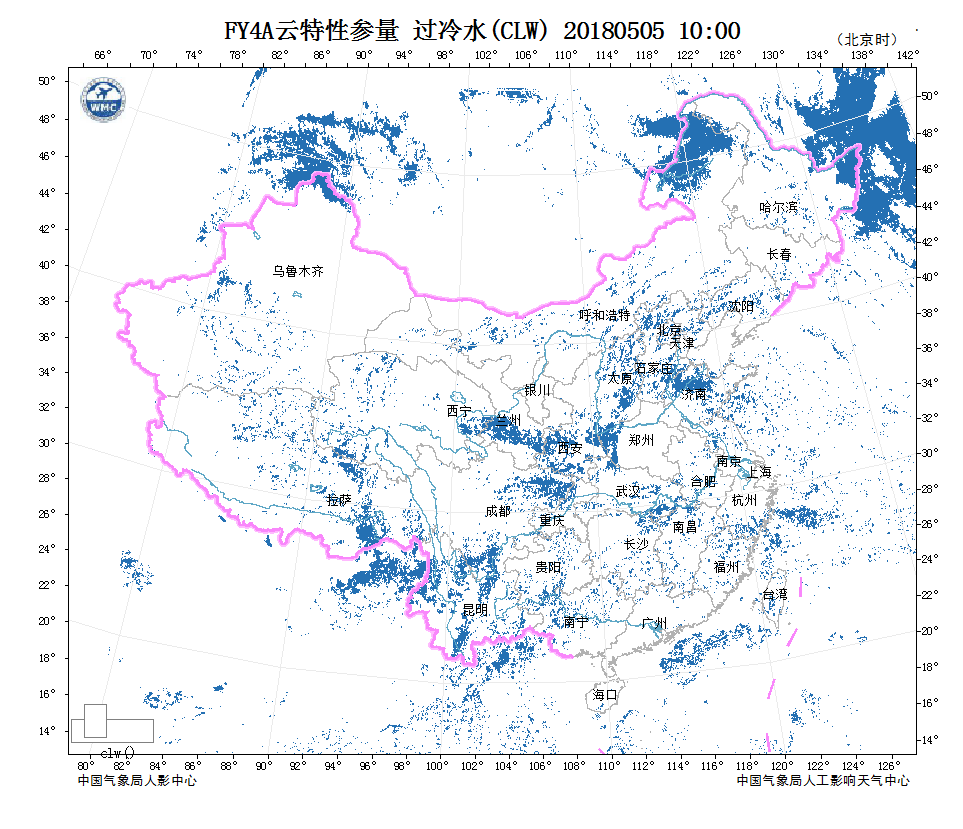 FY4A云特性参量 过冷水(CLW) 20180505 10:00
(北京时)
66° 70° 74° 78° 82° 86° 90° 94° 98° 102° 106° 110° 114° 118° 122° 126° 130° 134° 138° 142°
50° 50°
WMC
48° 48°
46° 46°
44° 44°
哈尔滨
42° 42°
长春
40° 40°
乌鲁木齐
38° 38°
沈阳
呼和浩特
北京
36° 36°
天津
石家庄
34° 34°
太原
银川
济南
32° 32°
西宁
兰州
郑州
30° 30°
西安
南京
上海
28° 28°
合肥
武汉
拉萨
杭州
26° 26°
成都
重庆
南昌
24° 24°
长沙
贵阳
福州
22° 22°
台湾
昆明
20° 20°
南宁
广州
18° 18°
16° 16°
海口
14° 14°
clw()
80° 82° 84° 86° 88° 90° 92° 94° 96° 98° 100° 102° 104° 106° 108° 110° 112° 114° 116° 118° 120° 122° 124° 126°
中国气象局人影中心
中国气象局人工影响天气中心